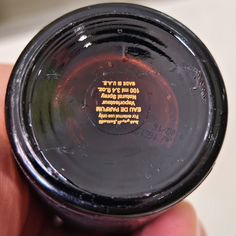 For external use only
EAU DE PARFUM
Vaporisateur
Natural Spray
100 ml 3.4 fl.oz.
MADE IN U.A.E.